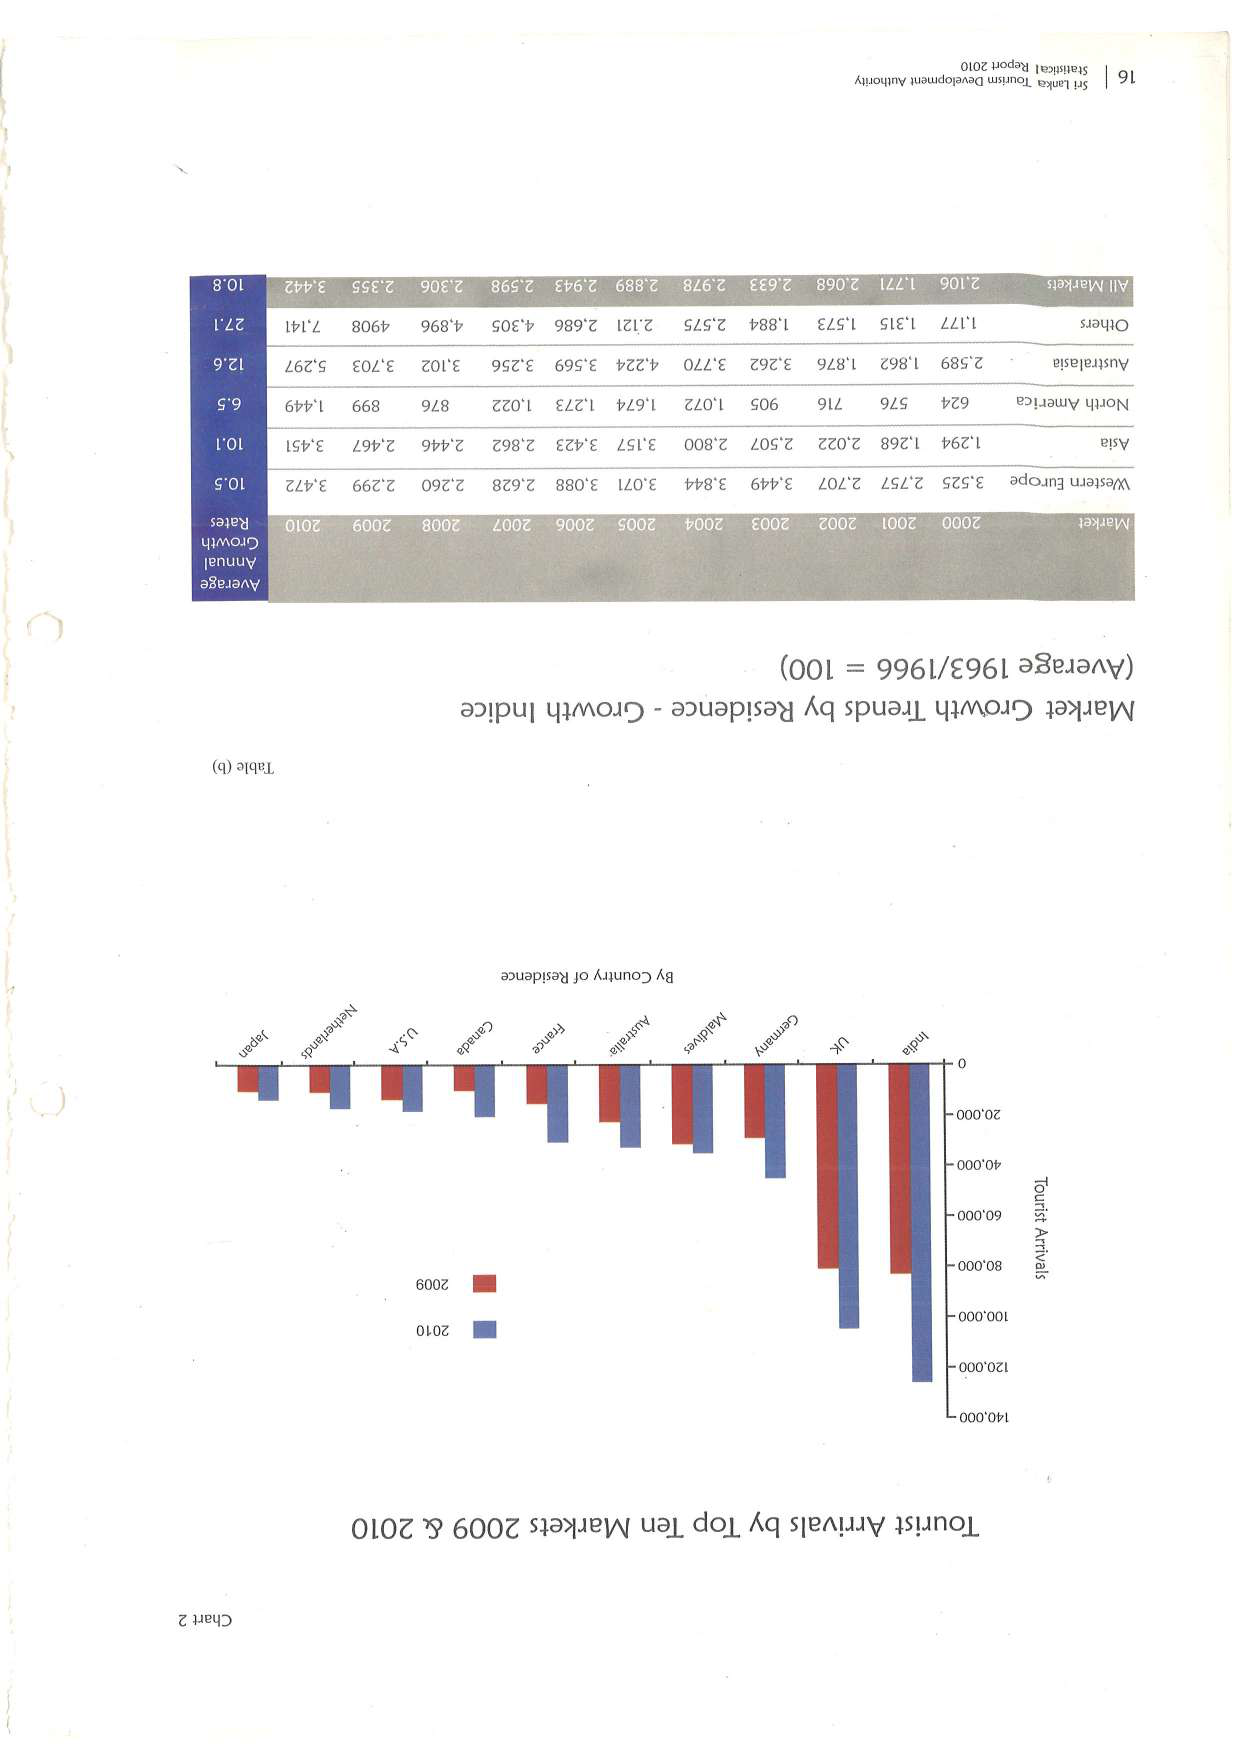 Chart 2
Tourist Arrivals by Top Ten Markets 2009 & 2010
140,000
120,000
100,000
80,000
60,000
40,000
20,000
0
Tourist Arrivals
2010
2009
India UK Germany Maldives Australia France Canada U.S.A Netherlands Japan
By Country of Residence
Table (b)
Market Growth Trends by Residence - Growth Indice
(Average 1963/1966 = 100)
Market 2000 2001 2002 2003 2004 2005 2006 2007 2008 2009 2010 Average Annual Growth Rates
Western Europe 3,525 2,757 2,707 3,449 3,844 3,071 3,088 2,628 2,260 2,299 3,472 10.5
Asia 1,294 1,268 2,022 2,507 2,800 3,157 3,423 2,862 2,446 2,467 3,451 10.1
North America 624 576 716 905 1,072 1,674 1,273 1,022 876 899 1,449 6.5
Australasia 2,589 1,862 1,876 3,262 3,770 4,224 3,569 3,256 3,102 3,703 5,297 12.6
Others 1,177 1,315 1,573 1,884 2,575 2.121 2,686 4,305 4,896 4908 7,141 27.1
All Markets 2,106 1,771 2,068 2,633 2,978 2,889 2,943 2,598 2,306 2,355 3,442 10.8
16 | Sri Lanka Tourism Development Authority
Statistical Report 2010